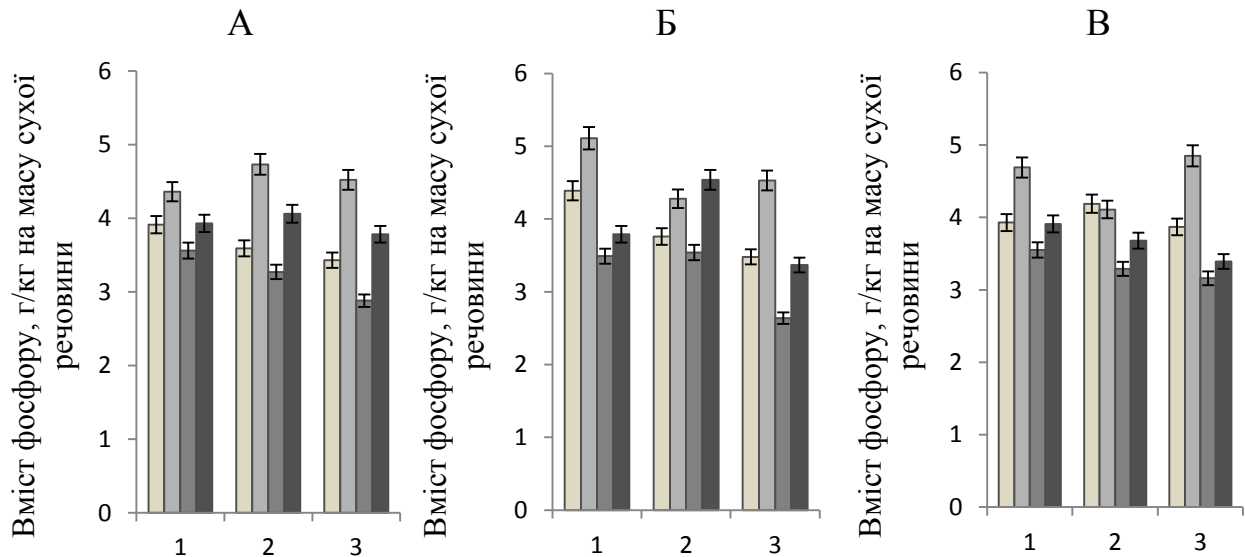 А
Вміст фосфору, г/кг на масу сухої
речовини
6
5
4
3
2
1
0
1 2 3
Б
Вміст фосфору, г/кг на масу сухої
речовини
6
5
4
3
2
1
0
1 2 3
В
Вміст фосфору, г/кг на масу сухої
речовини
6
5
4
3
2
1
0
1 2 3